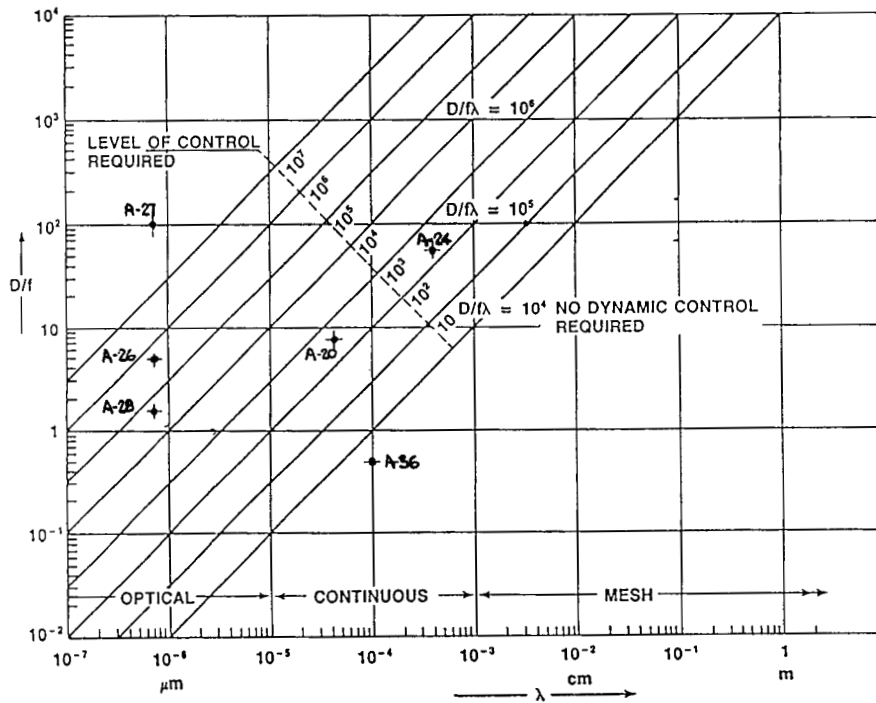 10⁴
D/fλ = 10⁶
10³
LEVEL OF CONTROL
REQUIRED
10⁷
10⁶
10⁵
10⁴
10³
10²
10
A-27
10²
D/fλ = 10⁵
A-24
D/f
D/fλ = 10⁴ NO DYNAMIC CONTROL
REQUIRED
10
A-20
A-26
A-28
1
A-36
10⁻¹
OPTICAL
CONTINUOUS
MESH
10⁻²
10⁻⁷ 10⁻⁶ 10⁻⁵ 10⁻⁴ 10⁻³ 10⁻² 10⁻¹ 1
μm cm m
λ